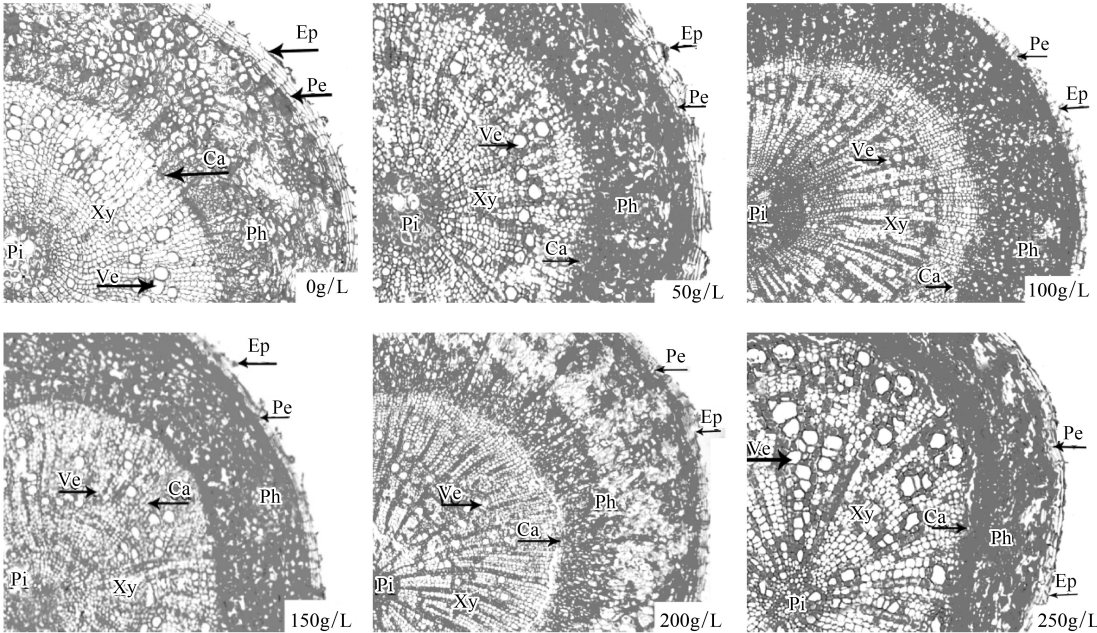 Ep
Pe
Ca
Xy
Ph
Pi
Ve
0g/L
Ep
Pe
Ve
Xy
Ph
Pi
Ca
50g/L
Pe
Ep
Ve
Pi
Xy
Ph
Ca
100g/L
Ep
Pe
Ve
Ca
Ph
Pi
Xy
150g/L
Pe
Ep
Ve
Ph
Ca
Pi
Xy
200g/L
Pe
Ve
Xy
Ca
Ph
Ep
Pi
250g/L